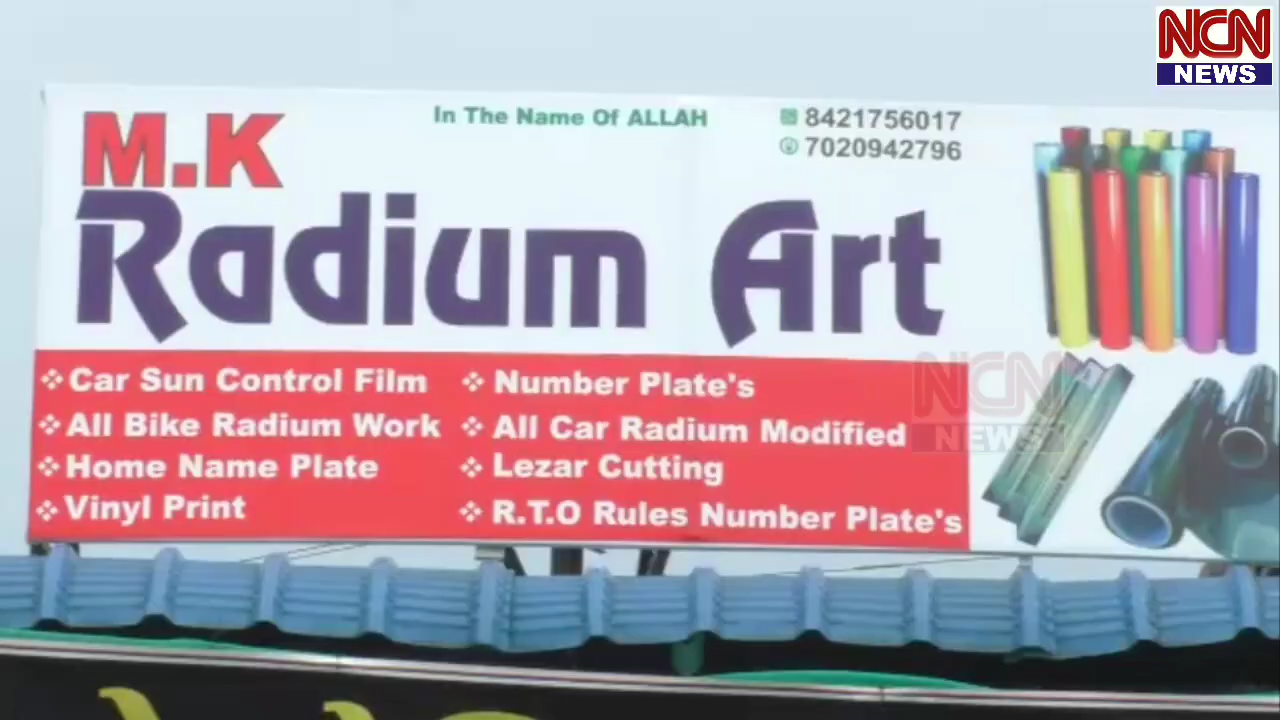 NCN
NEWS
In The Name Of ALLAH
8421756017
7020942796
M.K
Radium Art
Car Sun Control Film
All Bike Radium Work
Home Name Plate
Vinyl Print
Number Plate's
All Car Radium Modified
Lezar Cutting
R.T.O Rules Number Plate's
NCN
NEWS